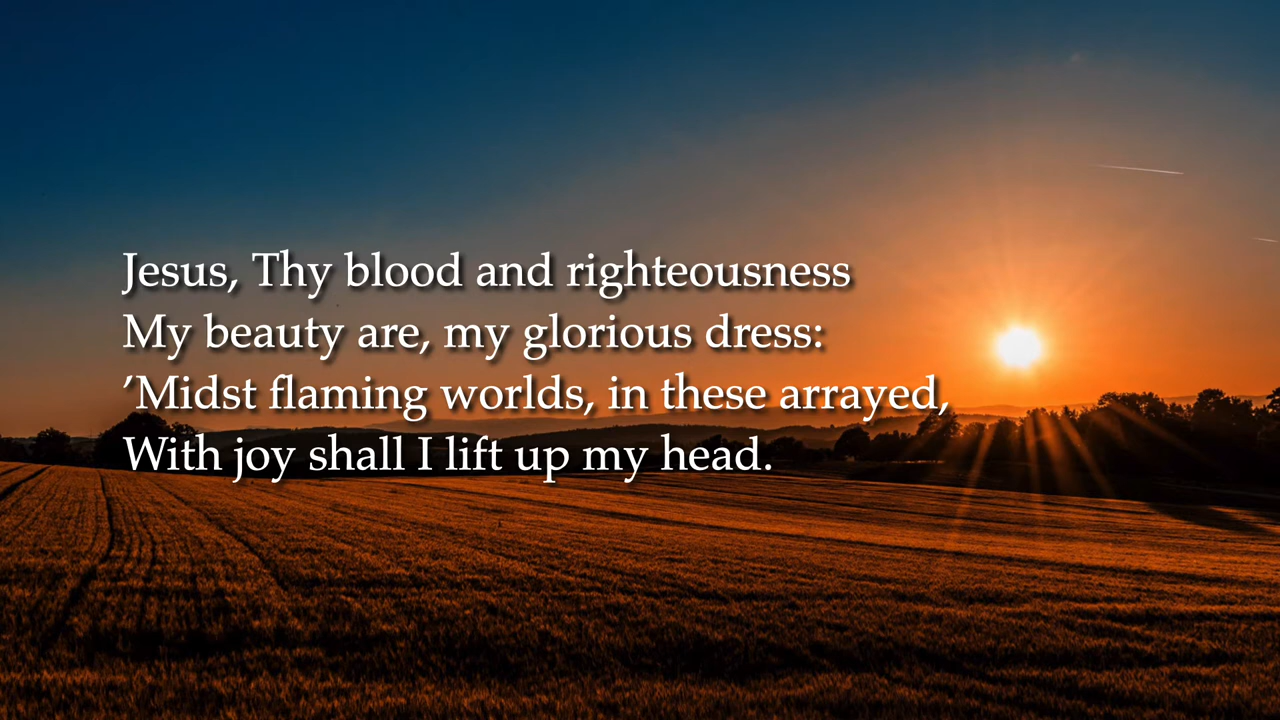 Jesus, Thy blood and righteousness
My beauty are, my glorious dress:
’Midst flaming worlds, in these arrayed,
With joy shall I lift up my head.